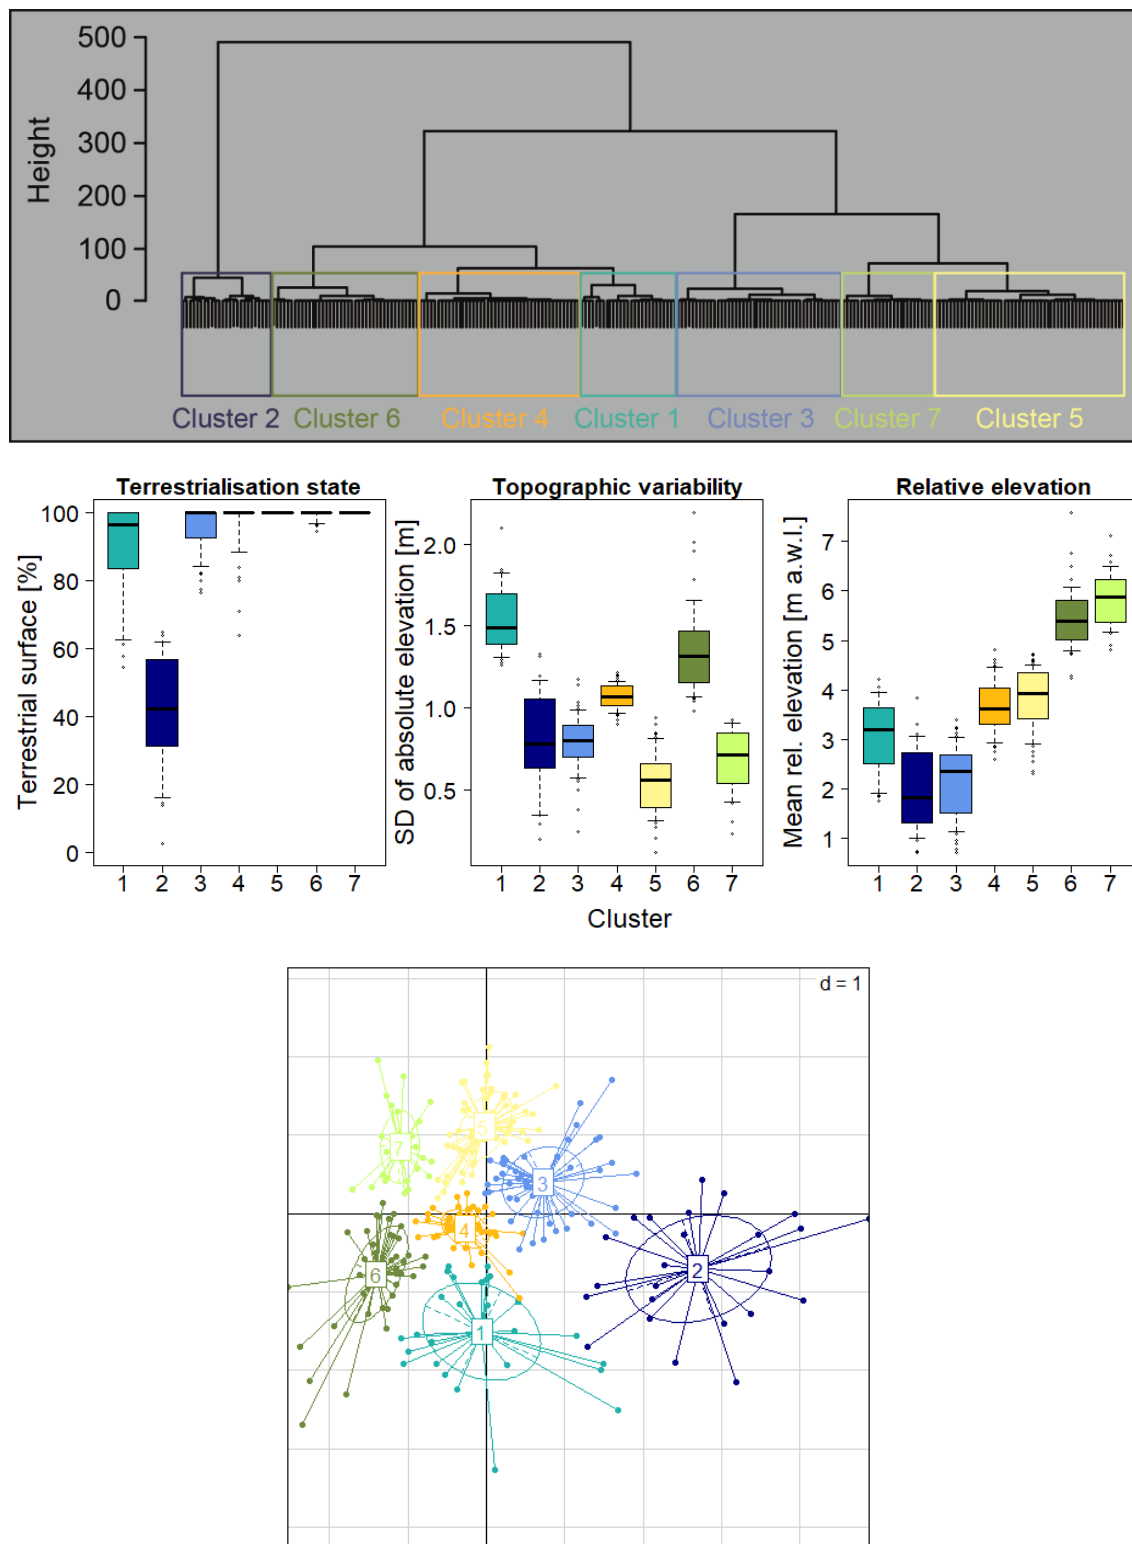 Height
500
400
300
200
100
0
Cluster 2 Cluster 6 Cluster 4 Cluster 1 Cluster 3 Cluster 7 Cluster 5
Terrestrialisation state
Terrestrial surface [%]
100
80
60
40
20
0
1 2 3 4 5 6 7
Topographic variability
SD of absolute elevation [m]
2.0
1.5
1.0
0.5
1 2 3 4 5 6 7
Relative elevation
Mean rel. elevation [m a.w.l.]
7
6
5
4
3
2
1
1 2 3 4 5 6 7
Cluster
d = 1
5
7
3
4
2
6
1